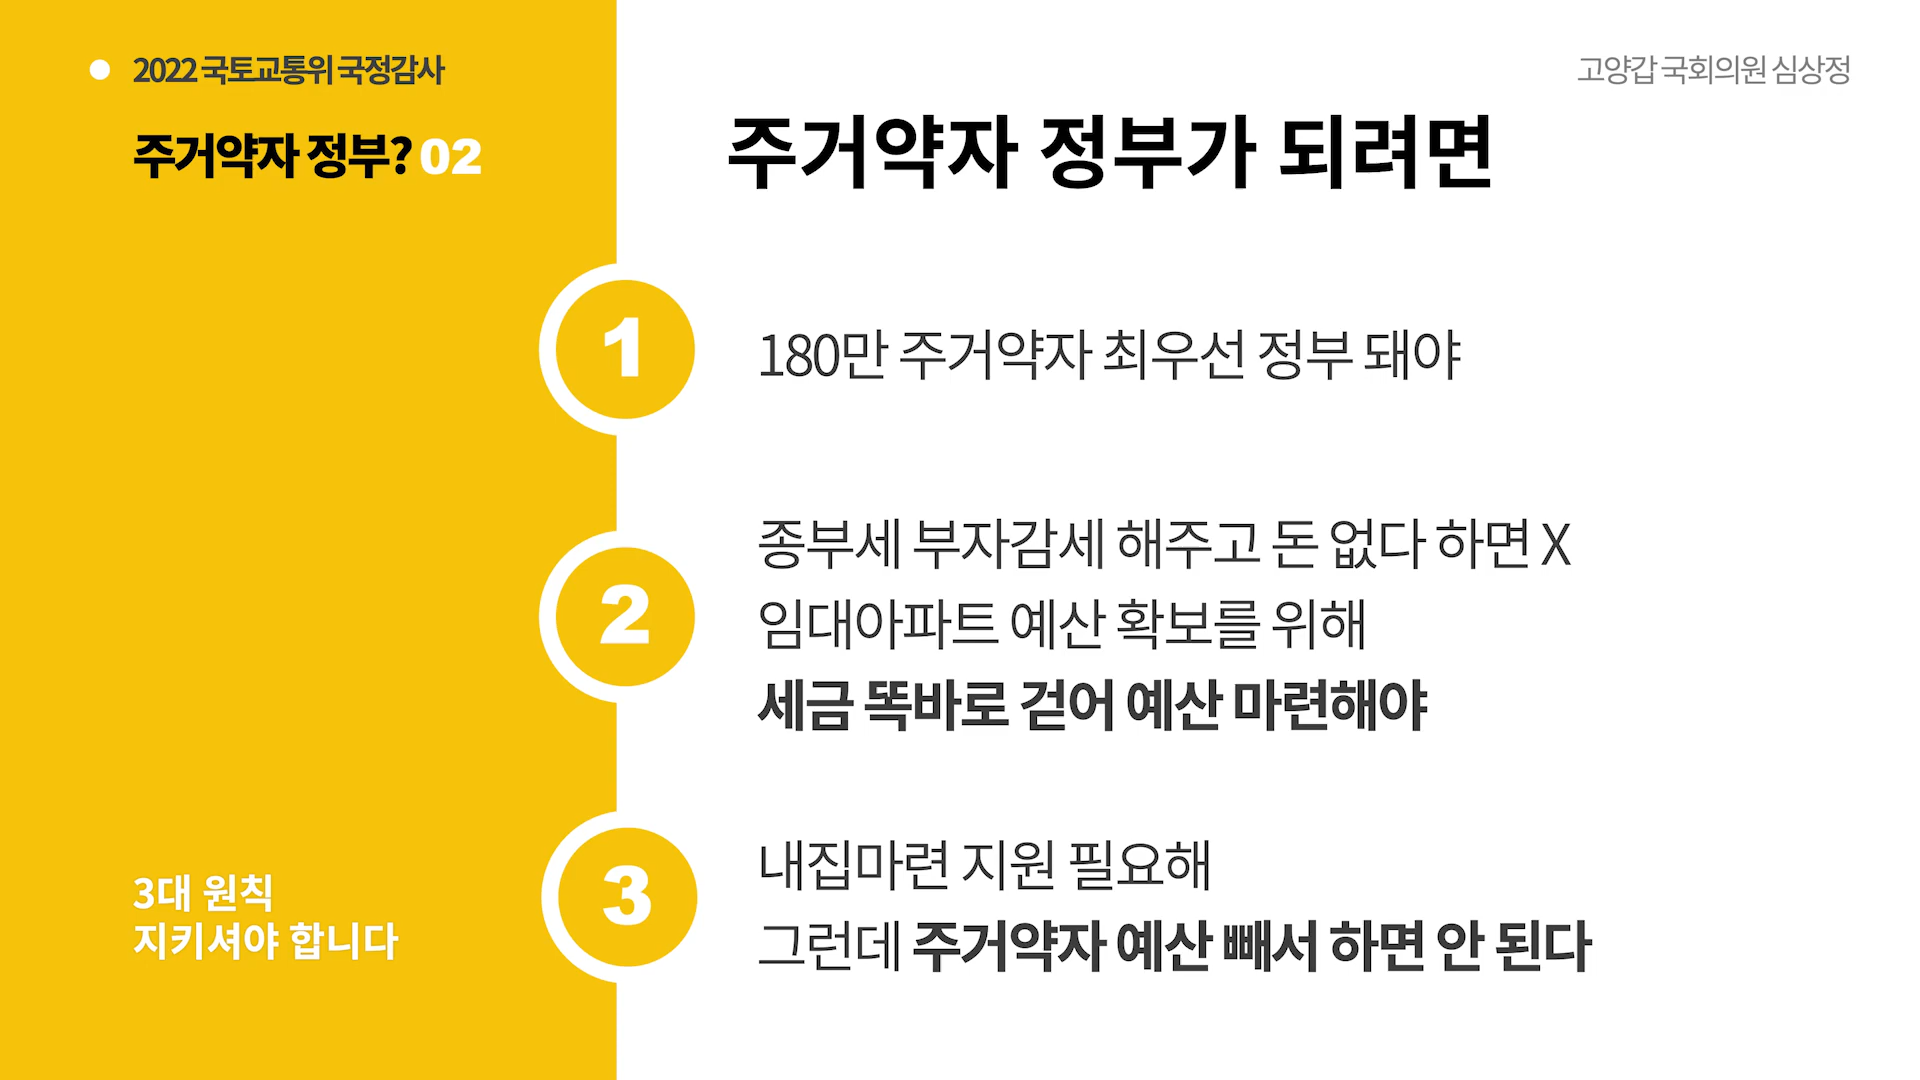 2022 국토교통위 국정감사
고양갑 국회의원 심상정
주거약자 정부? 02
주거약자 정부가 되려면
1
180만 주거약자 최우선 정부 돼야
2
종부세 부자감세 해주고 돈 없다 하면 X
임대아파트 예산 확보를 위해
세금 똑바로 걷어 예산 마련해야
3
내집마련 지원 필요해
그런데 주거약자 예산 빼서 하면 안 된다
3대 원칙
지키셔야 합니다